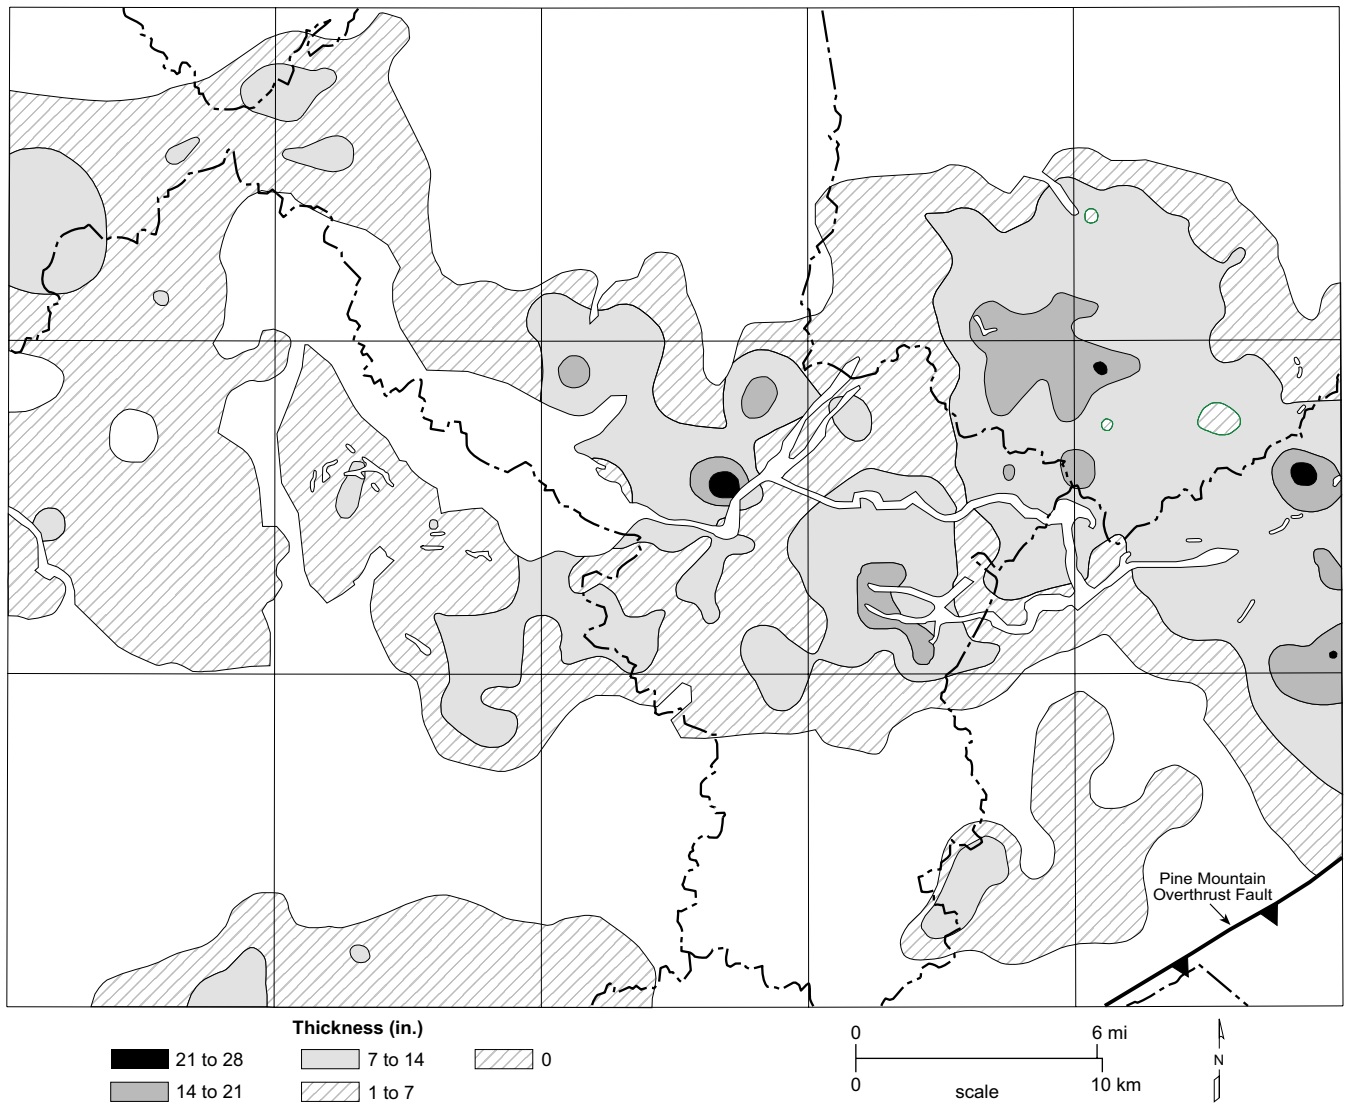 Pine Mountain
Overthrust Fault
Thickness (in.)
21 to 28
7 to 14
0
14 to 21
1 to 7
0
6 mi
0
10 km
scale
N